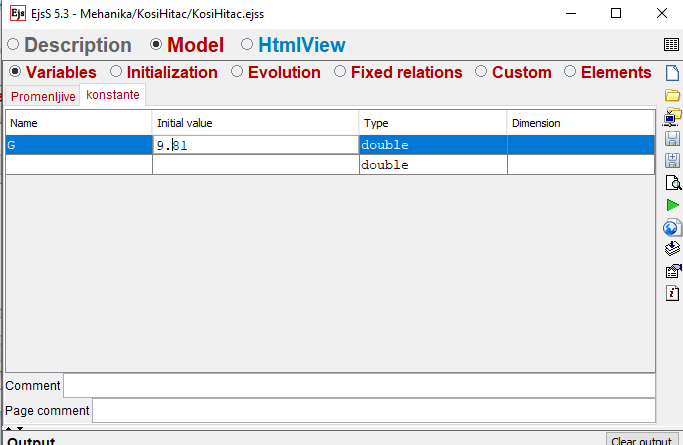 Ejs EjsS 5.3 - Mehanika/KosiHitac/KosiHitac.ejss
Description Model HtmlView
Variables Initialization Evolution Fixed relations Custom Elements
Promenljive konstante
Name Initial value Type Dimension
G 9.81 double
double
Comment
Page comment
Output Clear output